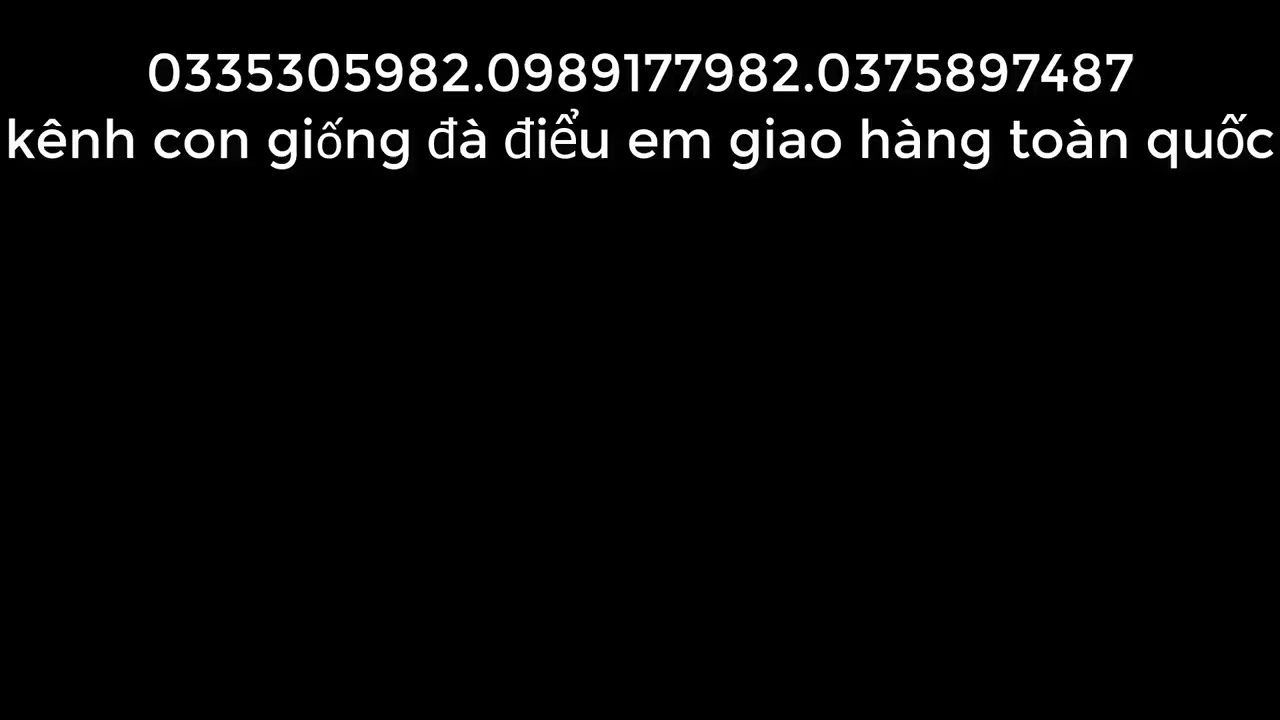 0335305982.0989177982.0375897487
kênh con giống đà điểu em giao hàng toàn quốc